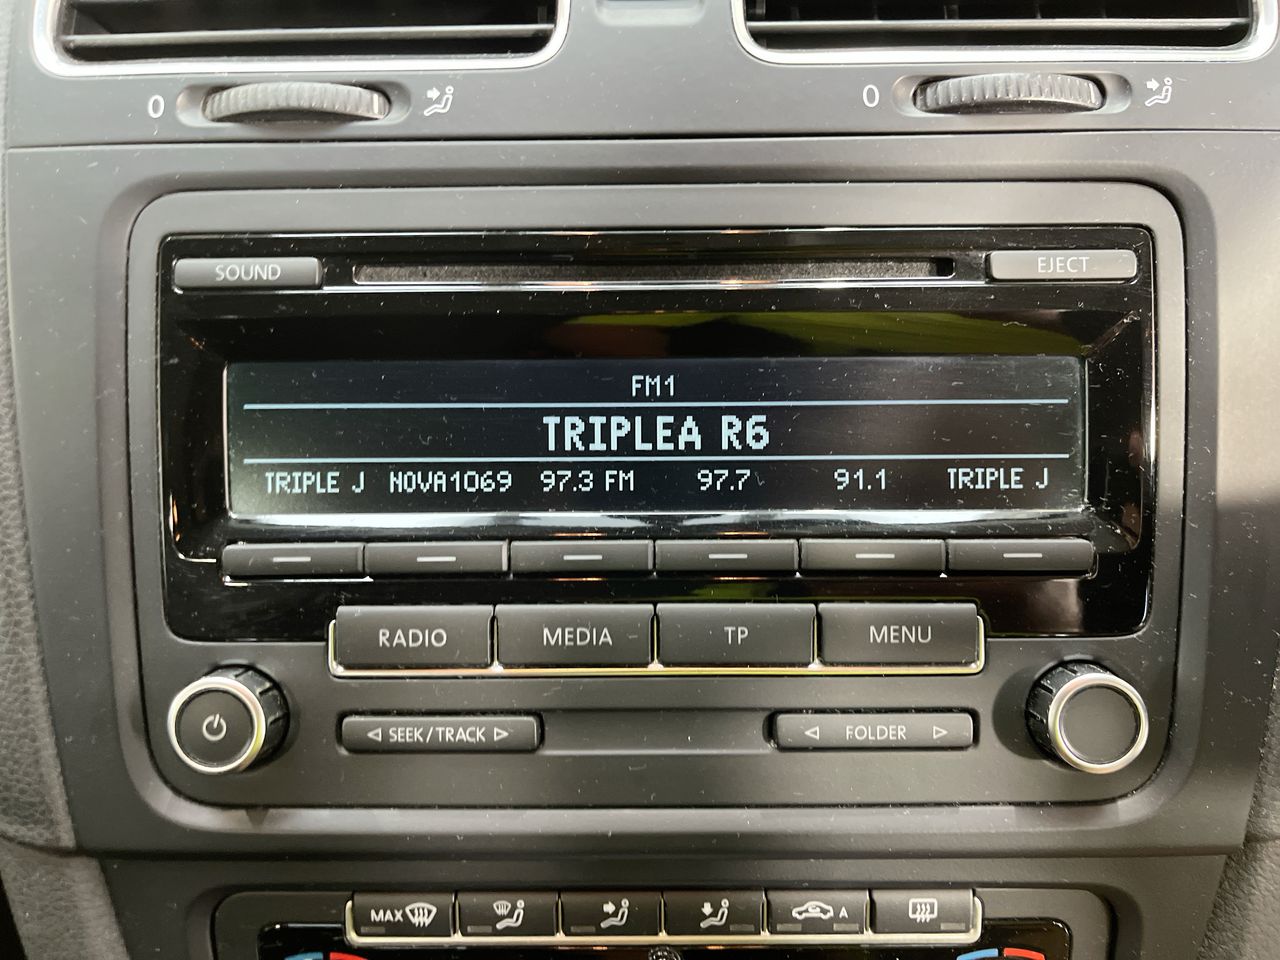 0 0
SOUND EJECT
FM1
TRIPLEA R6
TRIPLE J NOVA1069 97.3 FM 97.7 91.1 TRIPLE J
RADIO MEDIA TP MENU
SEEK/TRACK FOLDER
MAX A